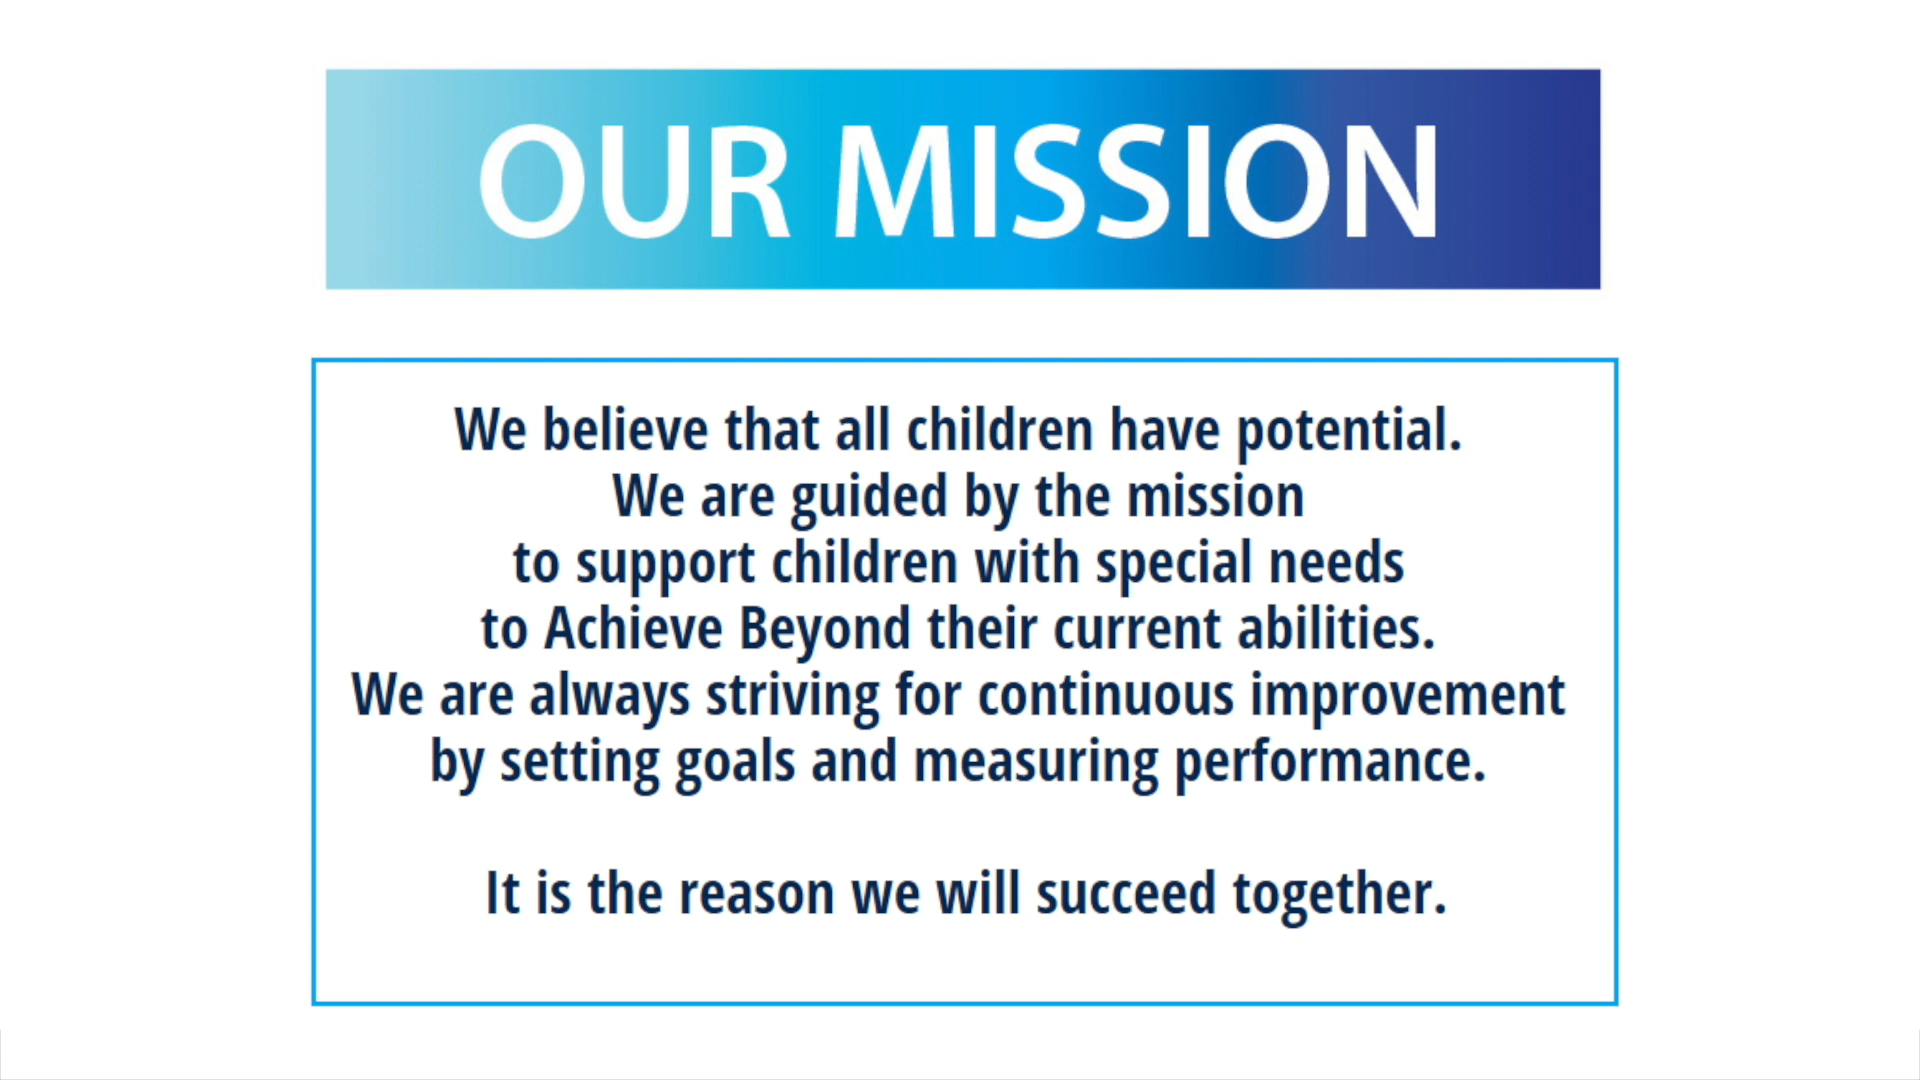 OUR MISSION
We believe that all children have potential.
We are guided by the mission
to support children with special needs
to Achieve Beyond their current abilities.
We are always striving for continuous improvement
by setting goals and measuring performance.
It is the reason we will succeed together.